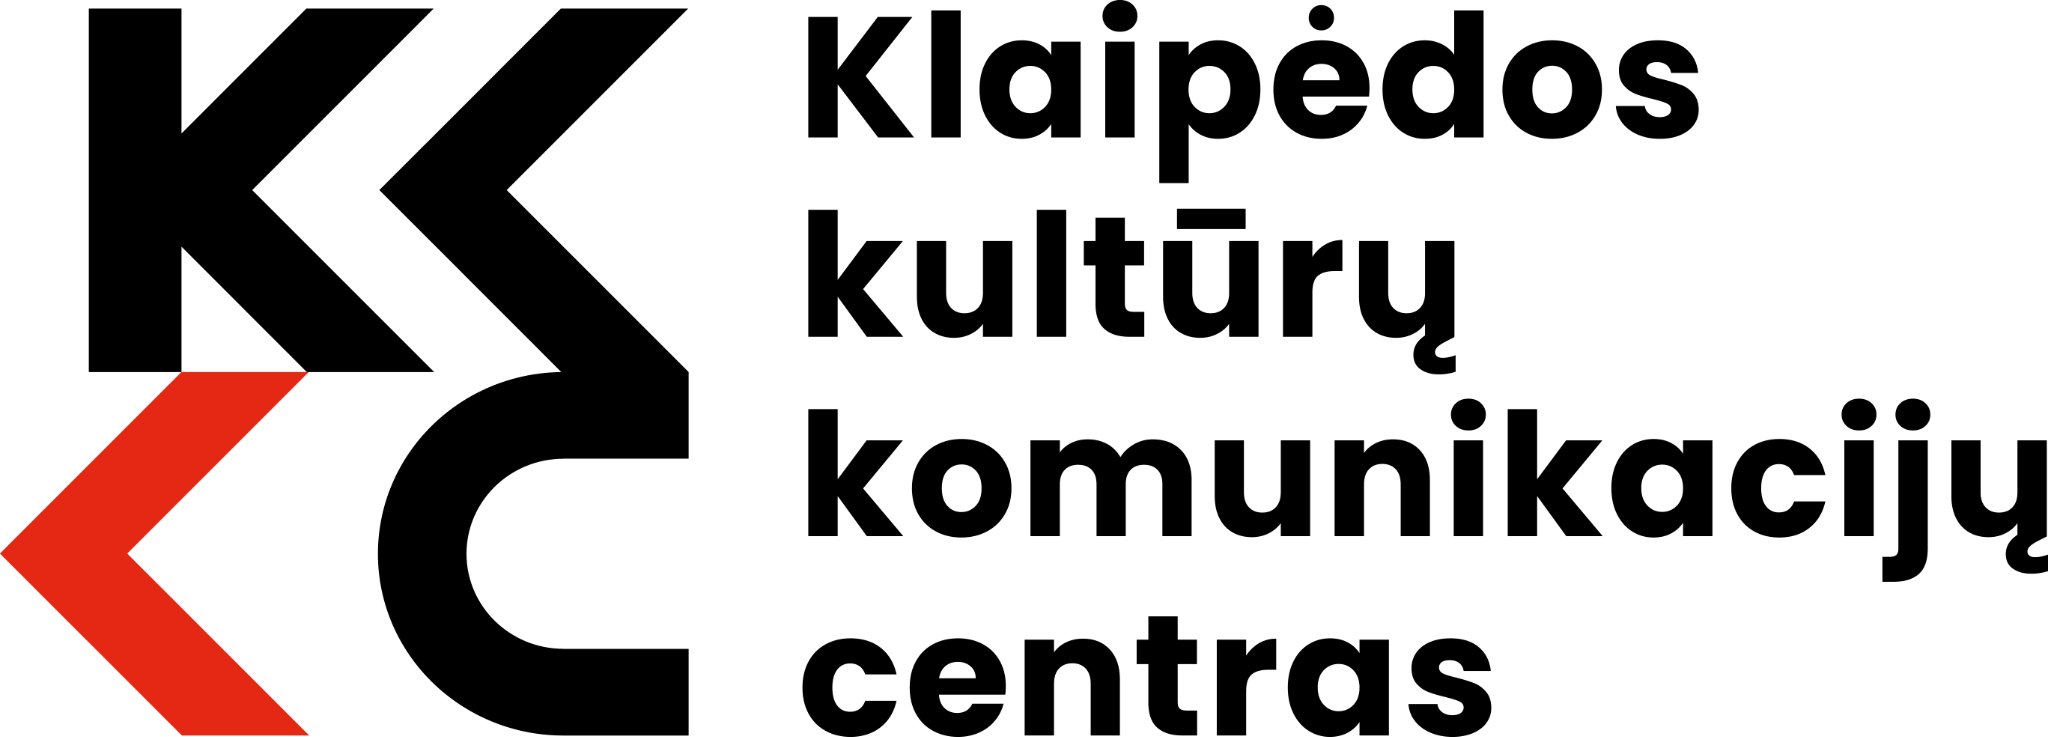 Klaipėdos
kultūrų
komunikacijų
centras